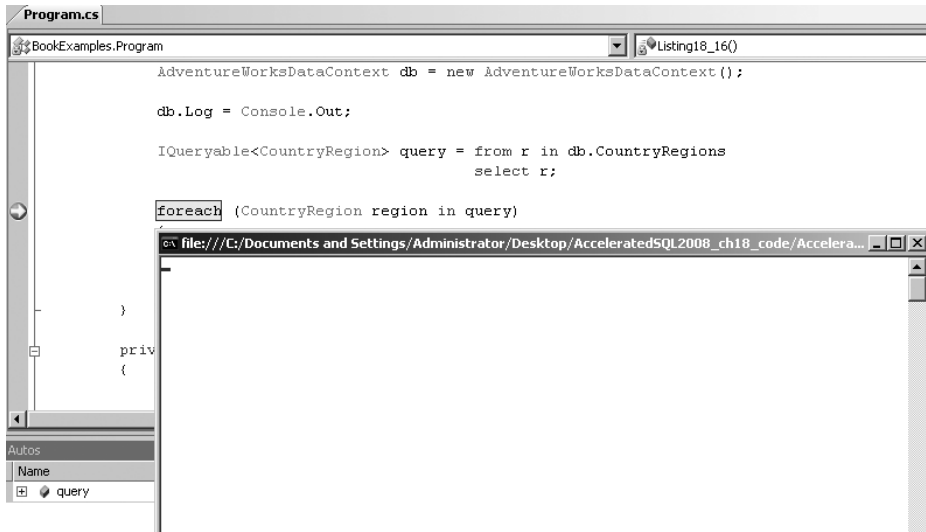 Program.cs
BookExamples.Program
Listing18_16()
AdventureWorksDataContext db = new AdventureWorksDataContext();
db.Log = Console.Out;
IQueryable<CountryRegion> query = from r in db.CountryRegions
select r;
foreach (CountryRegion region in query)
{
file:///C:/Documents and Settings/Administrator/Desktop/AcceleratedSQL2008_ch18_code/Accelera...
}
priv
{
Autos
Name
query